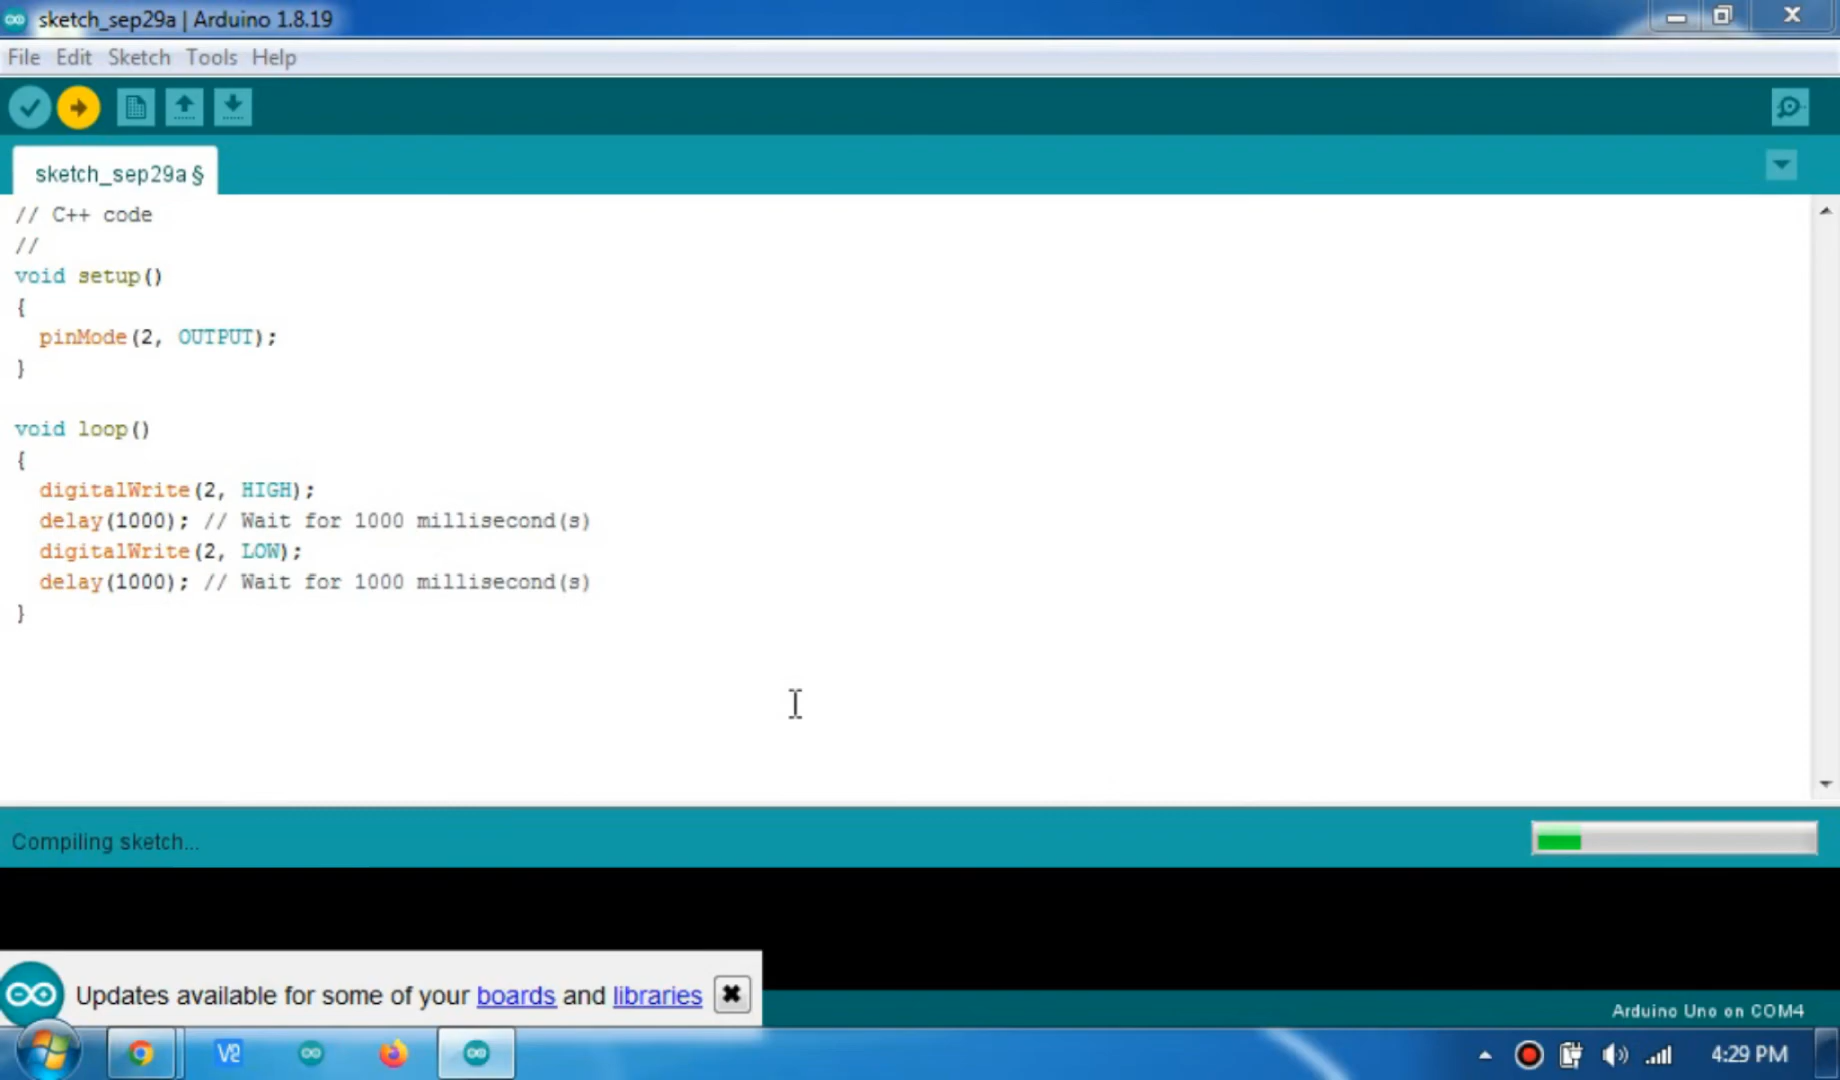 sketch_sep29a | Arduino 1.8.19
File Edit Sketch Tools Help
sketch_sep29a §
// C++ code
//
void setup()
{
  pinMode(2, OUTPUT);
}
void loop()
{
  digitalWrite(2, HIGH);
  delay(1000); // Wait for 1000 millisecond(s)
  digitalWrite(2, LOW);
  delay(1000); // Wait for 1000 millisecond(s)
}
Compiling sketch...
Updates available for some of your boards and libraries
Arduino Uno on COM4
V2
4:29 PM